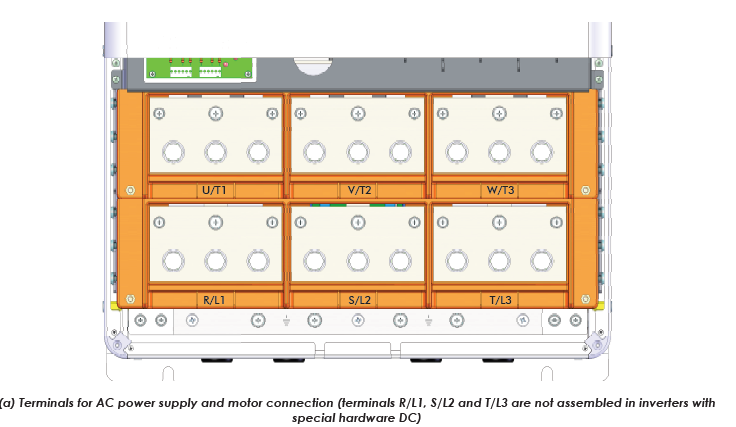 U/T1 V/T2 W/T3
R/L1 S/L2 T/L3
(a) Terminals for AC power supply and motor connection (terminals R/L1, S/L2 and T/L3 are not assembled in inverters with
special hardware DC)